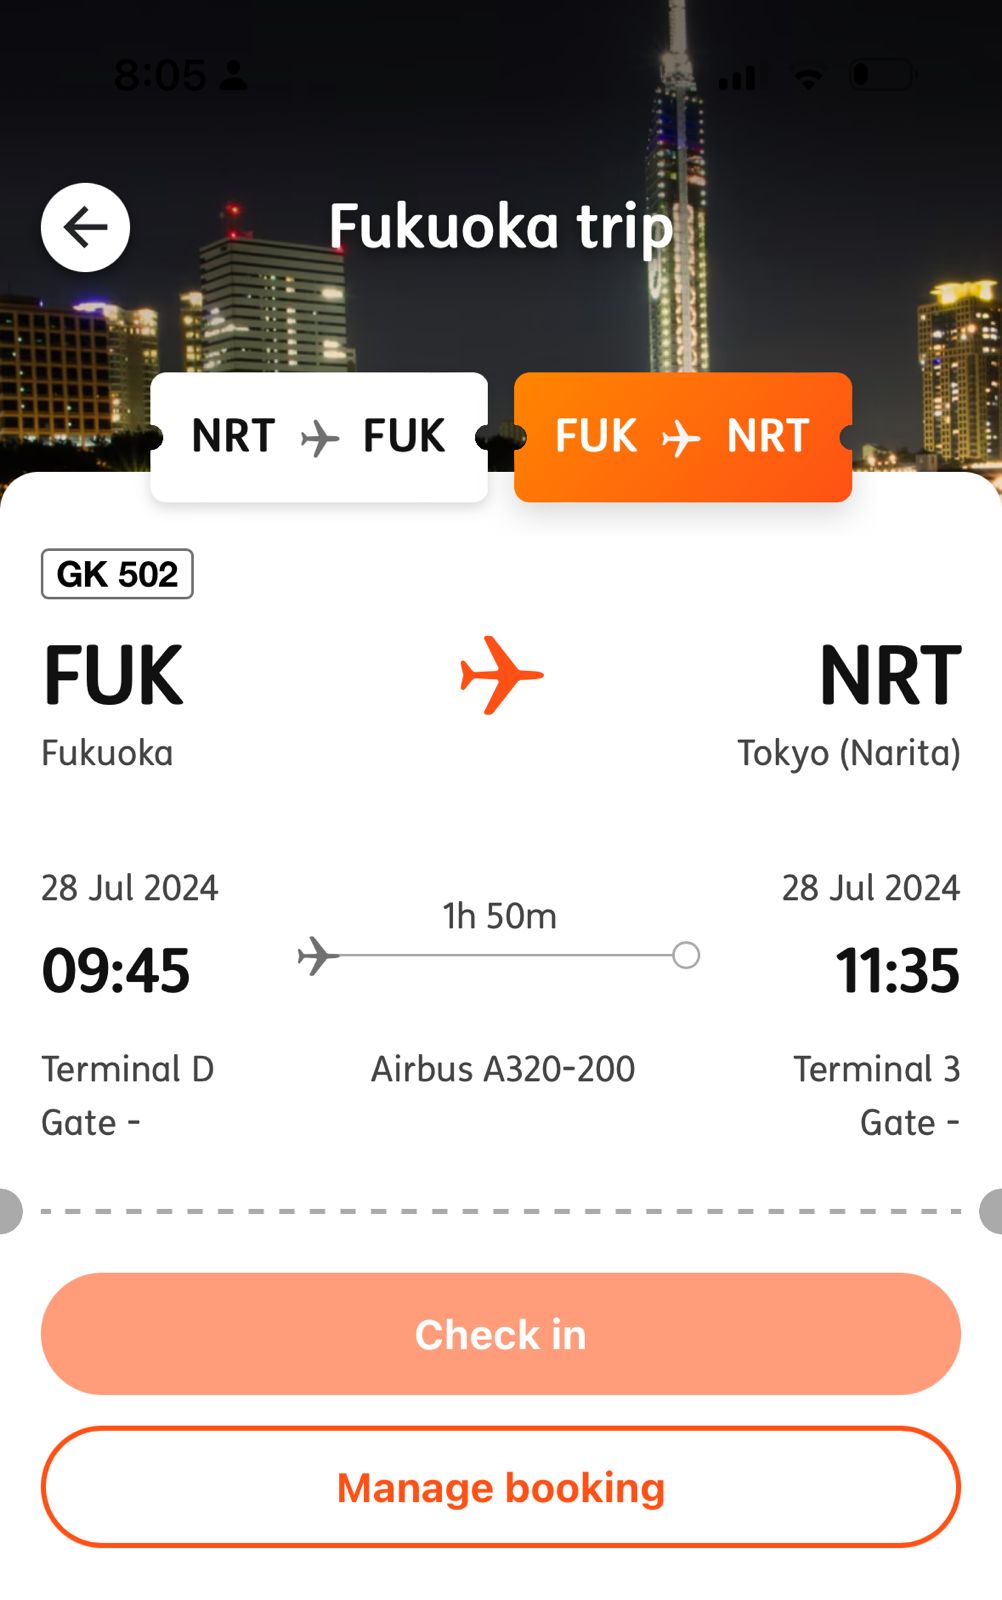 8:05
Fukuoka trip
NRT FUK
FUK NRT
GK 502
FUK NRT
Fukuoka Tokyo (Narita)
28 Jul 2024 28 Jul 2024
1h 50m
09:45 11:35
Terminal D Airbus A320-200 Terminal 3
Gate - Gate -
Check in
Manage booking